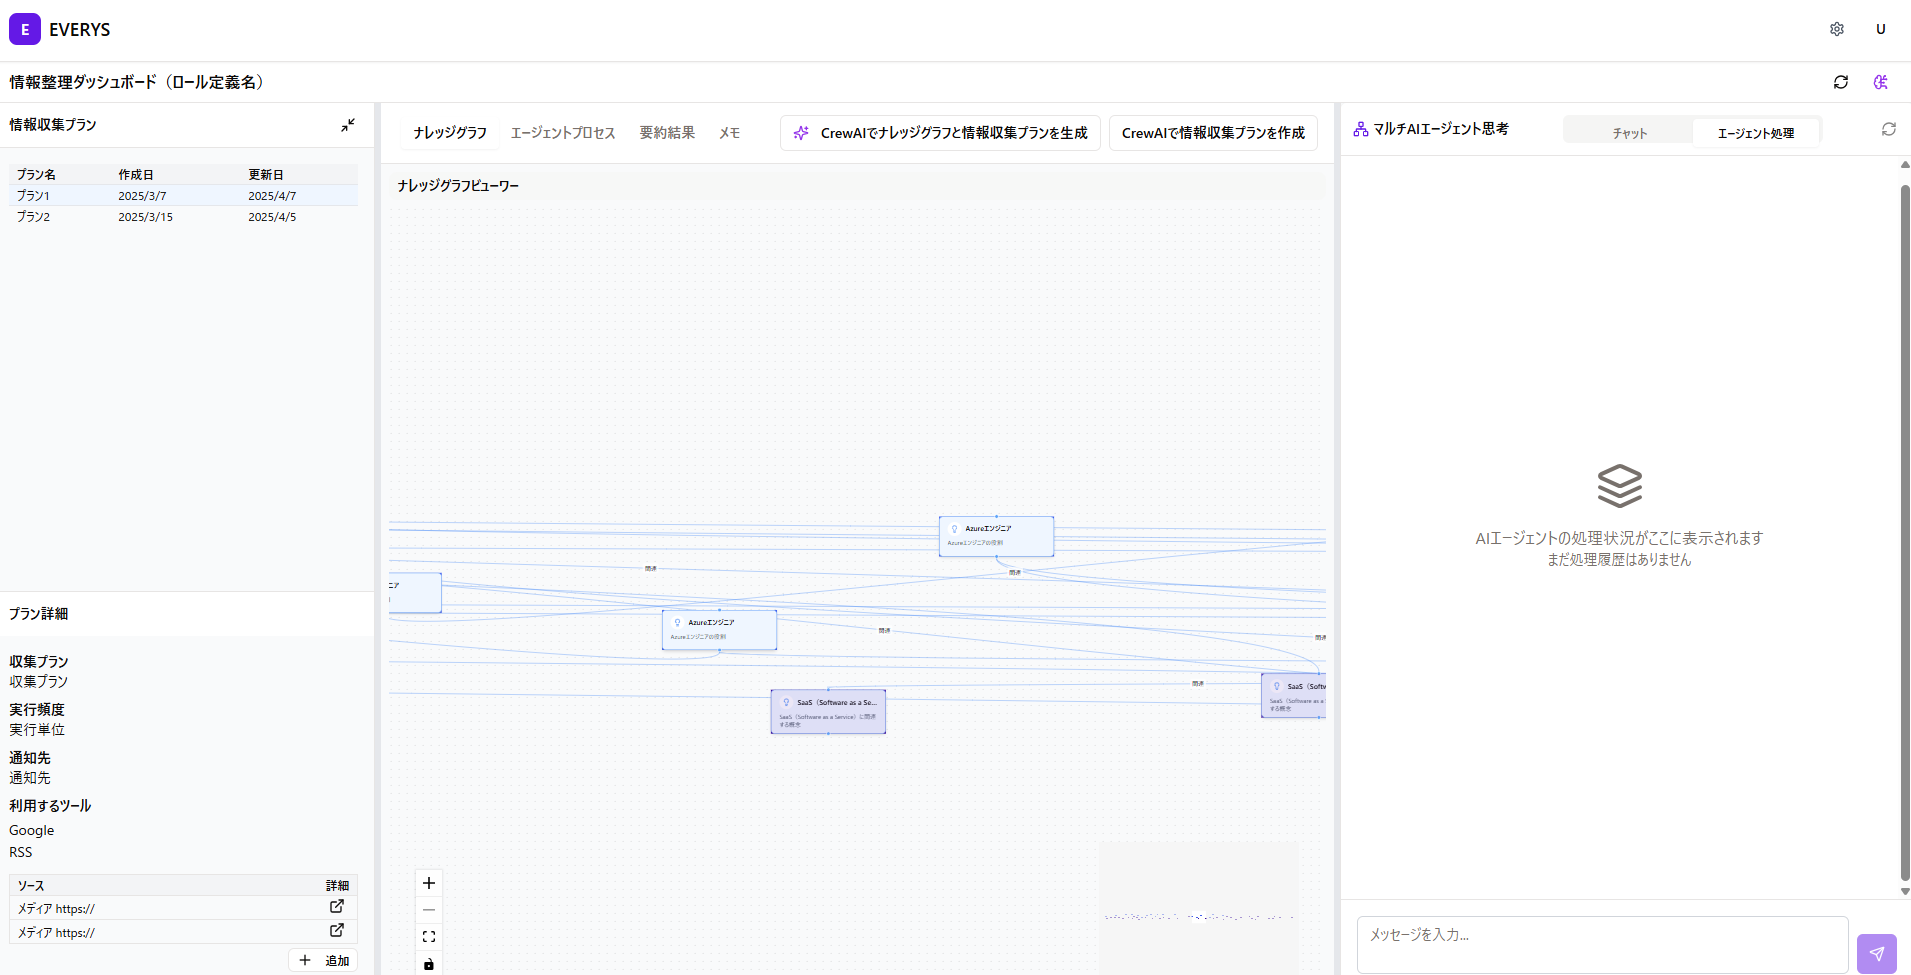 E EVERYS
U
情報整理ダッシュボード（ロール定義名）
情報収集プラン
プラン名 作成日 更新日
プラン1 2025/3/7 2025/4/7
プラン2 2025/3/15 2025/4/5
プラン詳細
収集プラン
収集プラン
実行頻度
実行単位
通知先
通知先
利用するツール
Google
RSS
ソース 詳細
メディア https://
メディア https://
追加
ナレッジグラフ エージェントプロセス 要約結果 メモ CrewAIでナレッジグラフと情報収集プランを生成 CrewAIで情報収集プランを作成
ナレッジグラフビューワー
Azureエンジニア
Azureエンジニアの役割
関連
関連
ニア
Azureエンジニア
Azureエンジニアの役割
関連
関連
関連
SaaS（Software as a Se...
SaaS（Software as a Service）に関連
する概念
SaaS（Softw
SaaS（Software as a
する概念
マルチAIエージェント思考 チャット エージェント処理
AIエージェントの処理状況がここに表示されます
まだ処理履歴はありません
メッセージを入力...